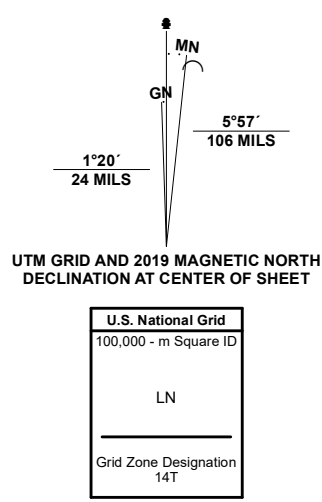 MN
GN
5°57´
106 MILS
1°20´
24 MILS
UTM GRID AND 2019 MAGNETIC NORTH
DECLINATION AT CENTER OF SHEET
U.S. National Grid
100,000 - m Square ID
LN
Grid Zone Designation
14T